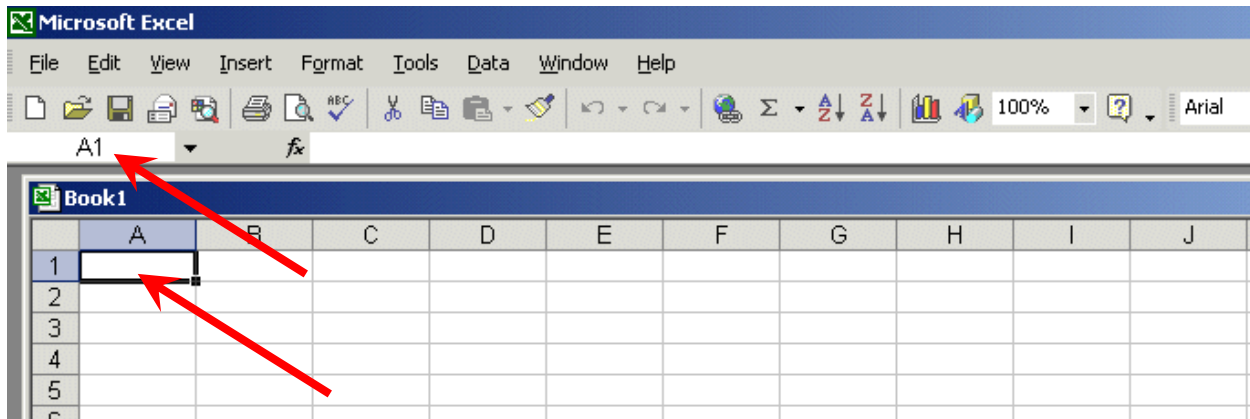 Microsoft Excel
File Edit View Insert Format Tools Data Window Help
ABC Σ A Z Z A 100% ? Arial
A1 fx
Book1
A B C D E F G H I J
1
2
3
4
5